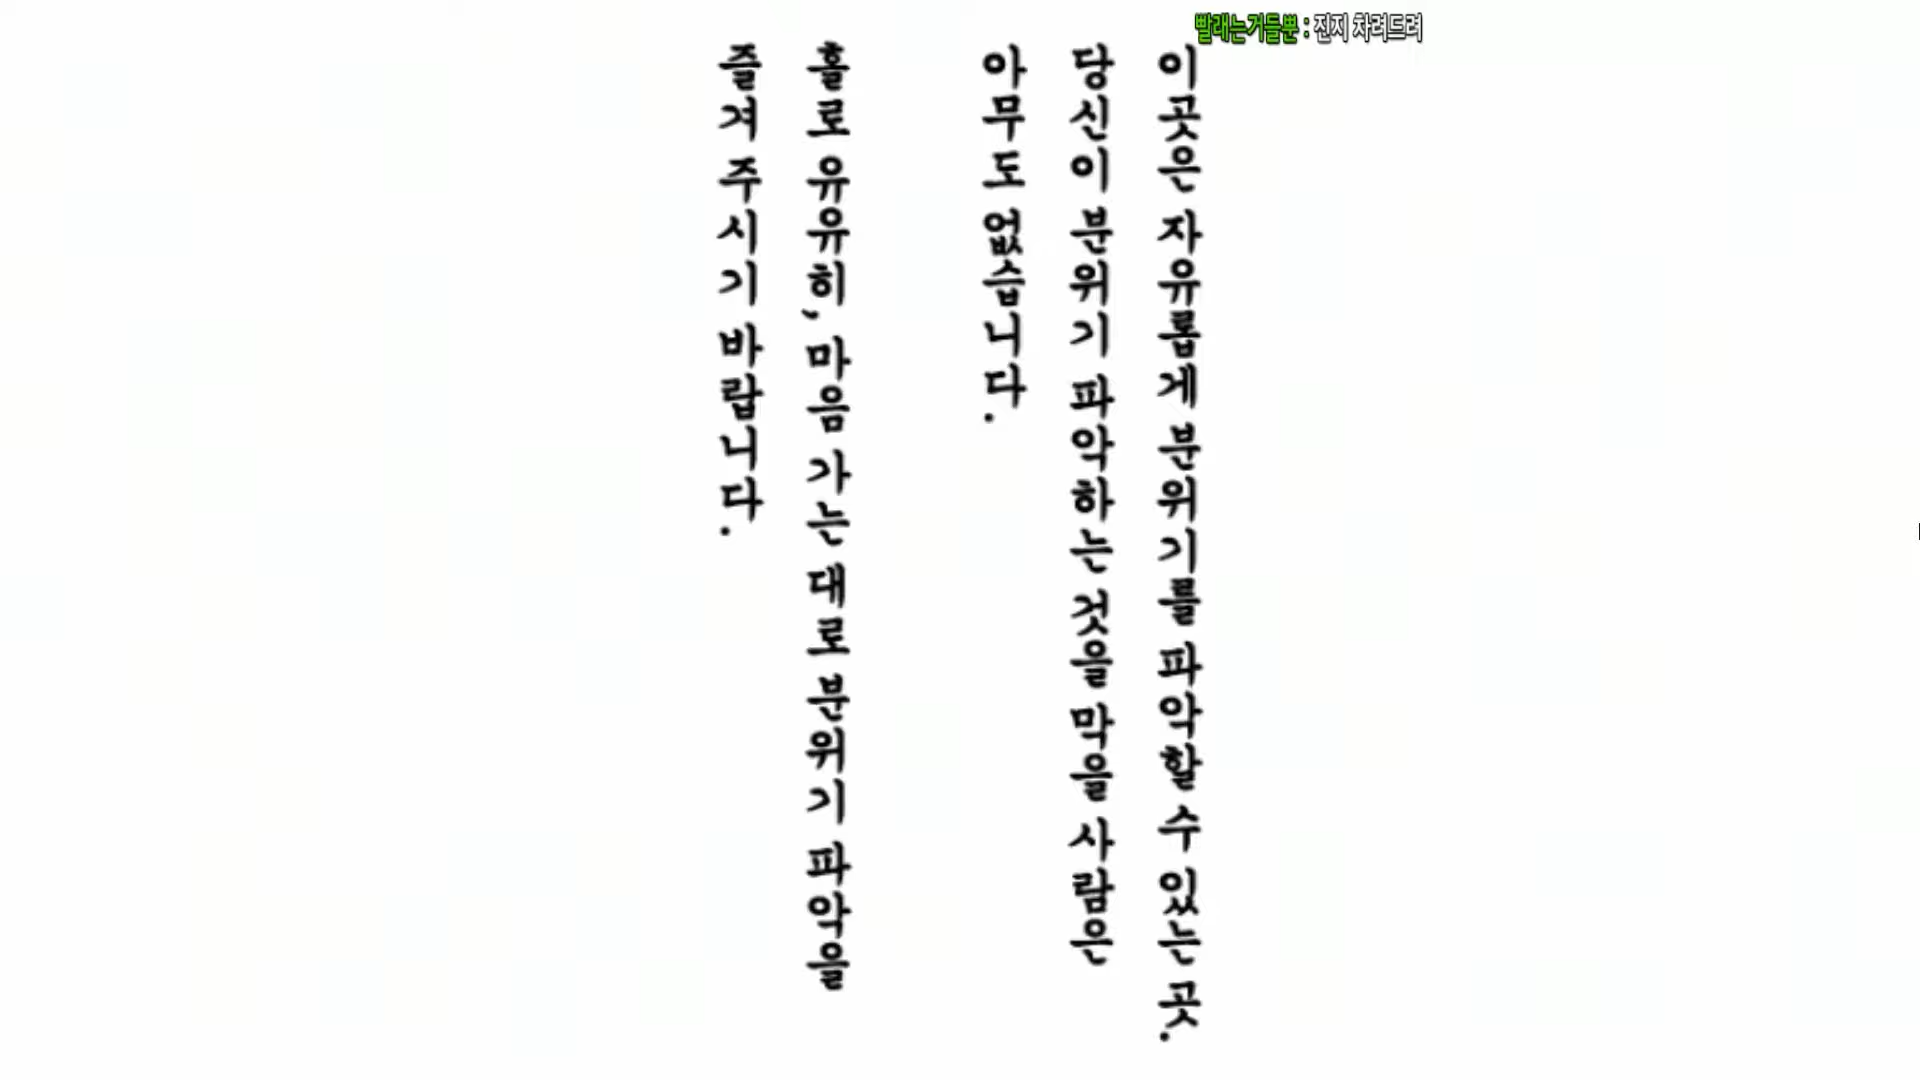 빨래는거들뿐 : 진지 차려드려
이곳은 자유롭게 분위기를 파악할 수 있는 곳.
당신이 분위기 파악하는 것을 막을 사람은
아무도 없습니다.
홀로 유유히, 마음 가는 대로 분위기 파악을
즐겨 주시기 바랍니다.